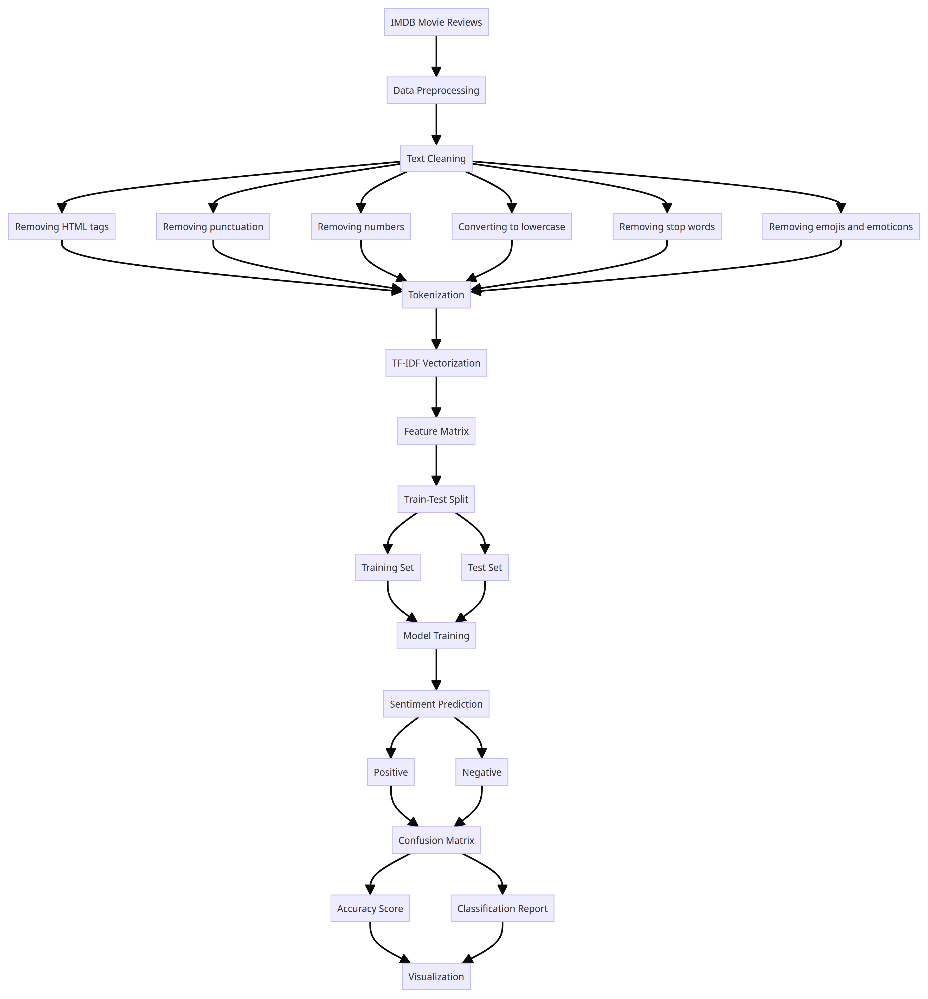 IMDB Movie Reviews
Data Preprocessing
Text Cleaning
Removing HTML tags
Removing punctuation
Removing numbers
Converting to lowercase
Removing stop words
Removing emojis and emoticons
Tokenization
TF-IDF Vectorization
Feature Matrix
Train-Test Split
Training Set
Test Set
Model Training
Sentiment Prediction
Positive
Negative
Confusion Matrix
Accuracy Score
Classification Report
Visualization